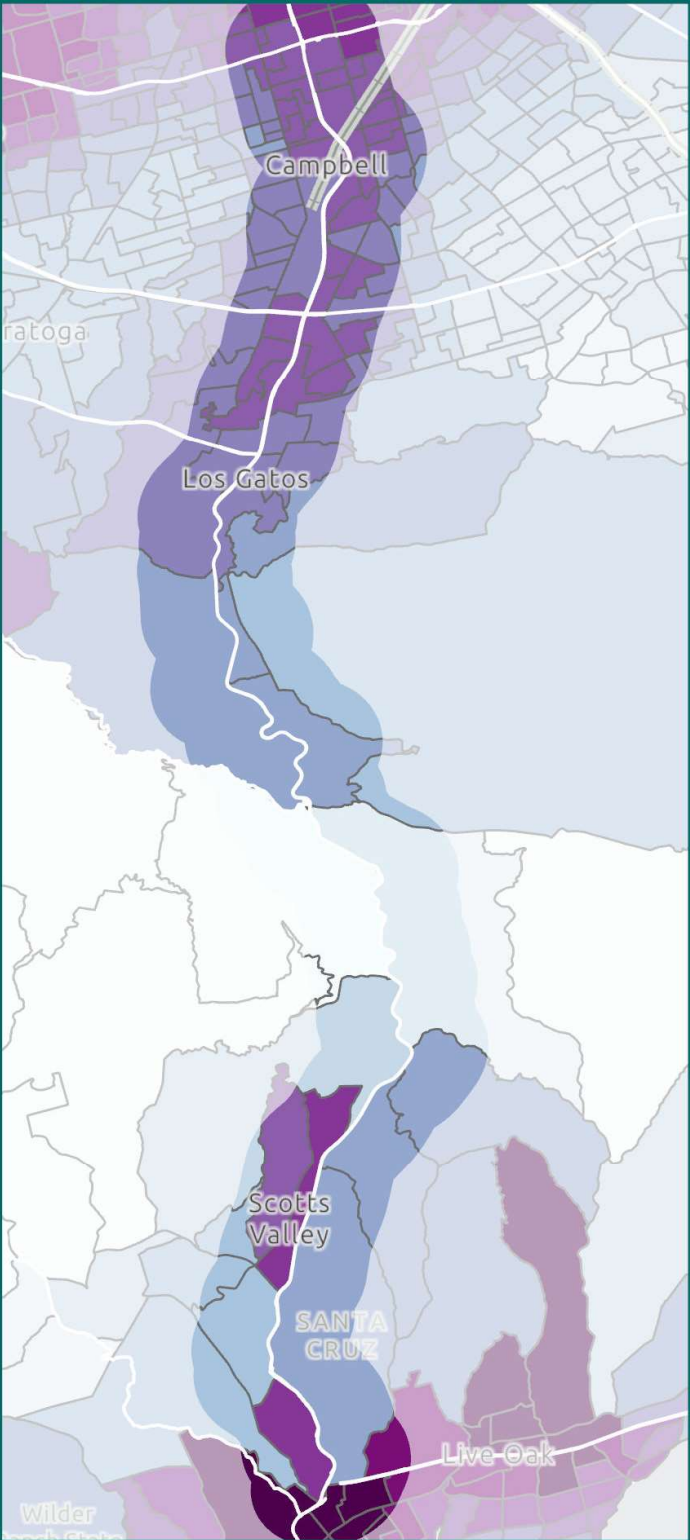 Campbell
ratoga
Los Gatos
Scotts
Valley
SANTA
CRUZ
Live Oak
Wilder